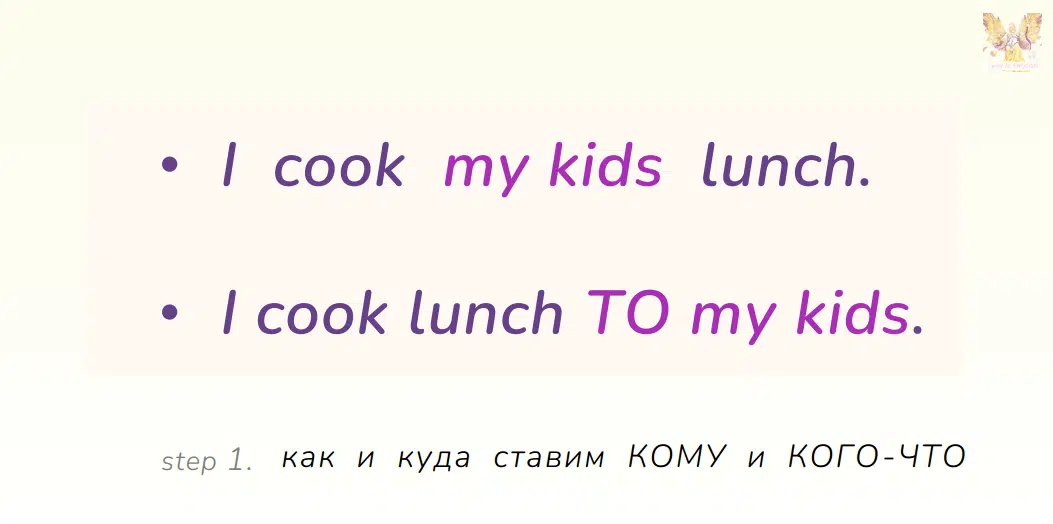 • I cook my kids lunch.
• I cook lunch TO my kids.
step 1. как и куда ставим КОМУ и КОГО-ЧТО